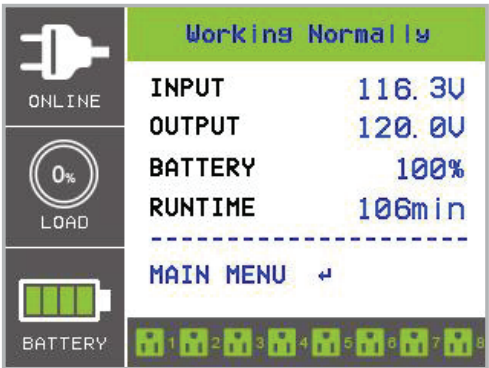 Working Normally
ONLINE
INPUT 116.3V
OUTPUT 120.0V
0%
LOAD
BATTERY 100%
RUNTIME 106min
MAIN MENU ↵
BATTERY
1 2 3 4 5 6 7 8